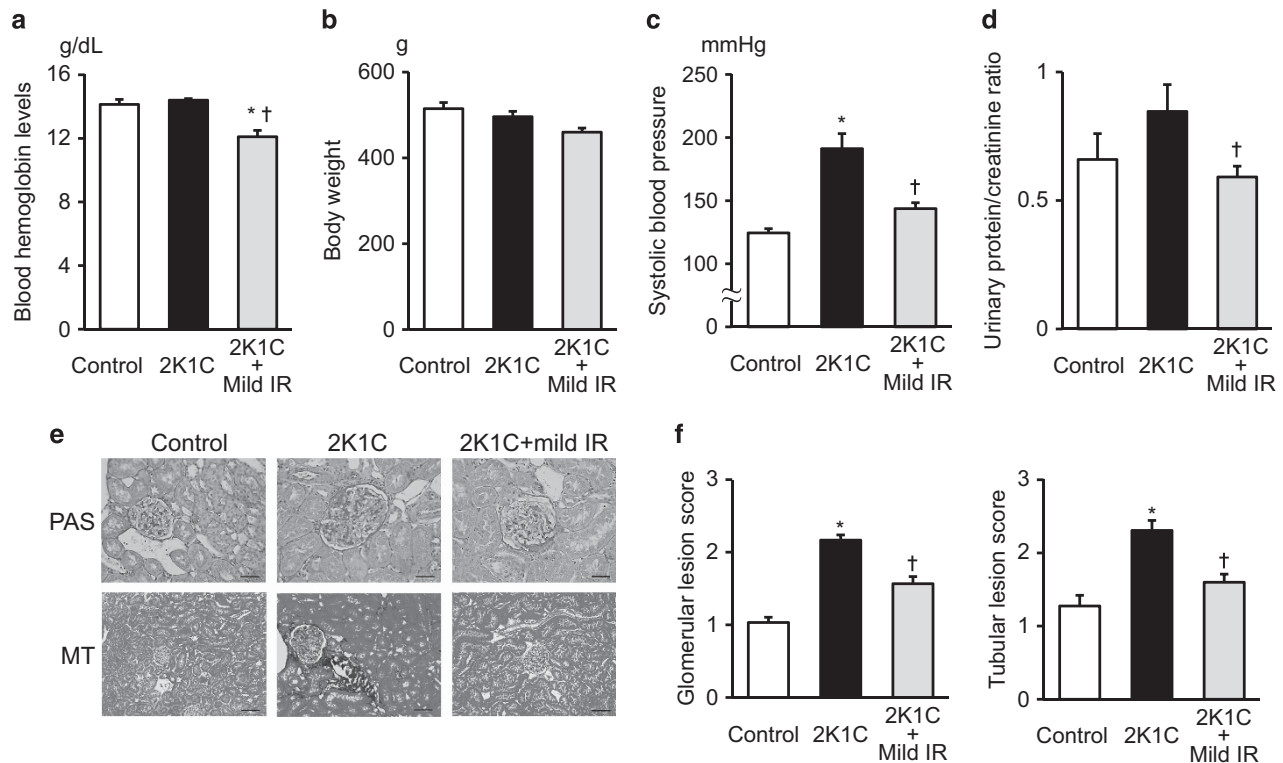 a
g/dL
Blood hemoglobin levels
16
12
8
4
0
* †
Control
2K1C
2K1C
+
Mild IR
b
g
Body weight
600
400
200
0
Control
2K1C
2K1C
+
Mild IR
c
mmHg
Systolic blood pressure
250
200
150
100
0
*
†
Control
2K1C
2K1C
+
Mild IR
d
Urinary protein/creatinine ratio
1
0.5
0
†
Control
2K1C
2K1C
+
Mild IR
e
Control
2K1C
2K1C+mild IR
PAS
MT
f
Glomerular lesion score
3
2
1
0
*
†
Control
2K1C
2K1C
+
Mild IR
Tubular lesion score
3
2
1
0
*
†
Control
2K1C
2K1C
+
Mild IR